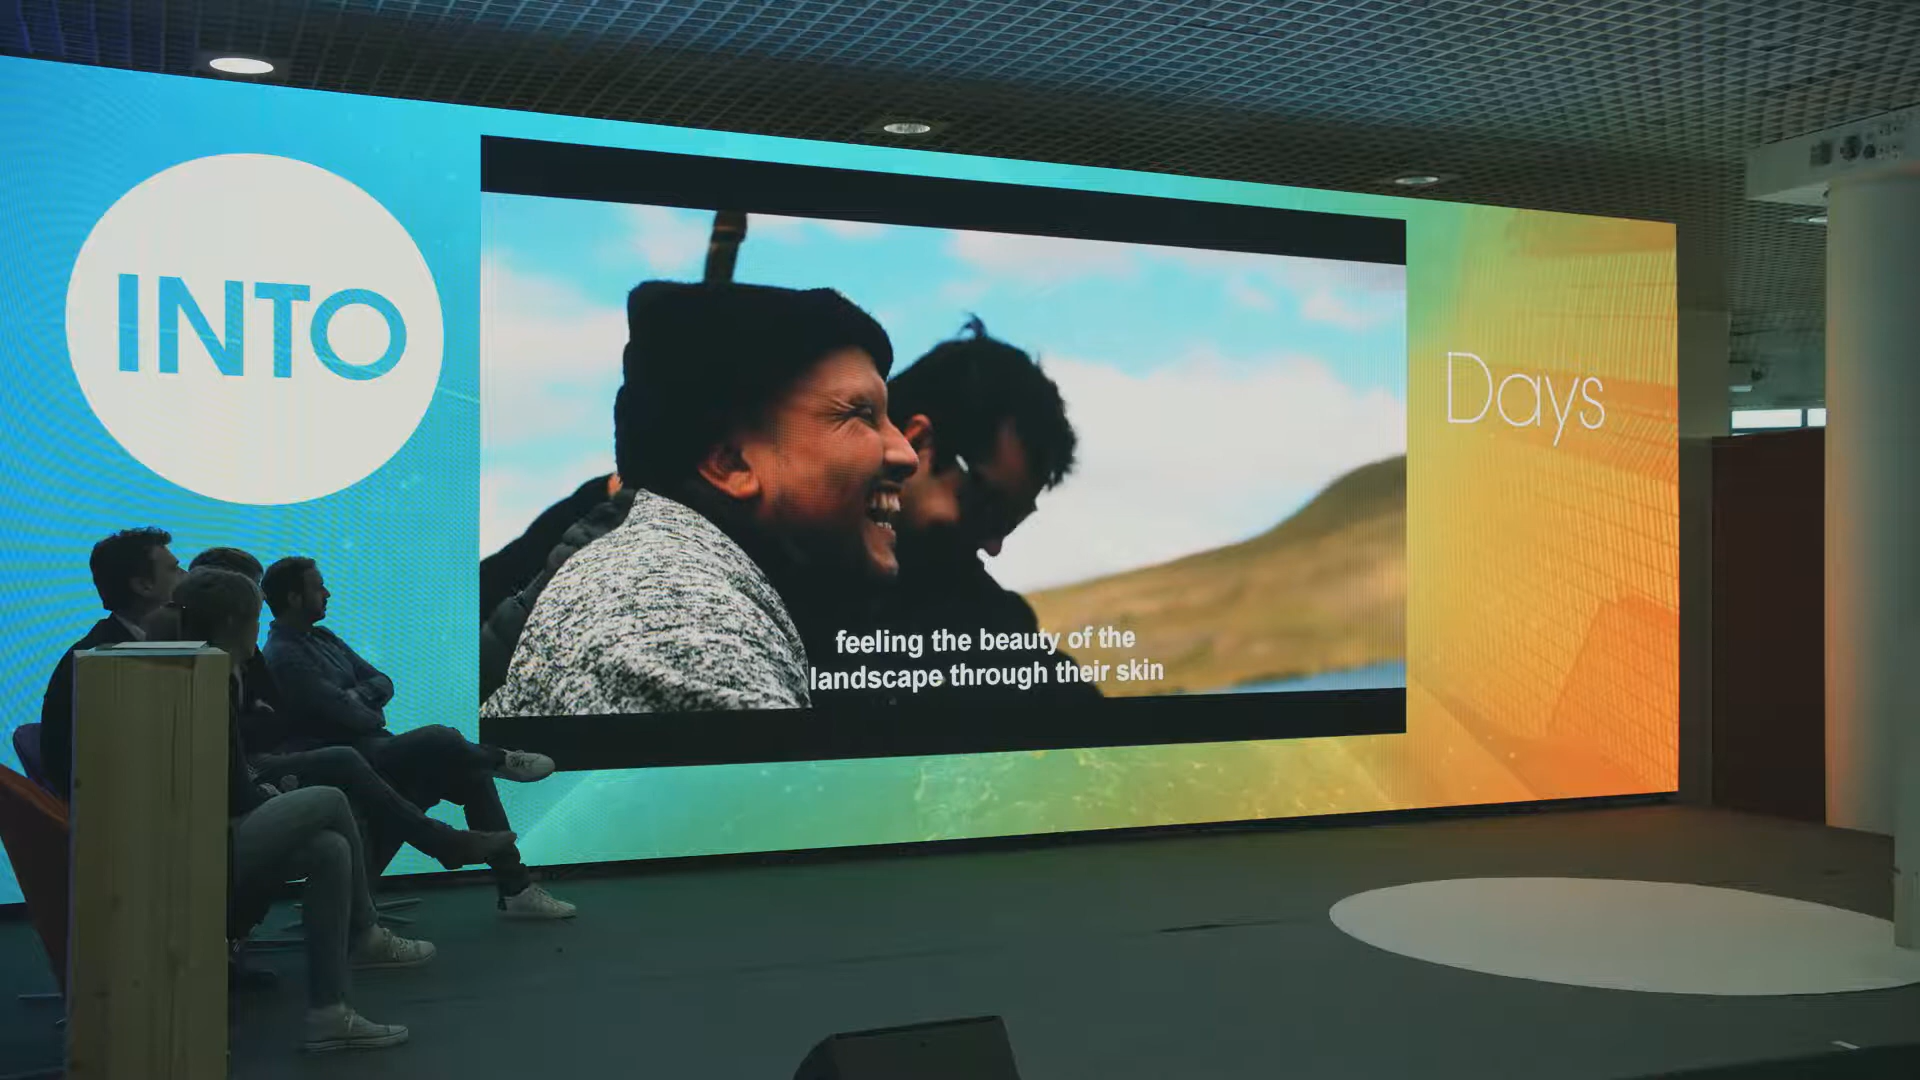 INTO
Days
feeling the beauty of the
landscape through their skin